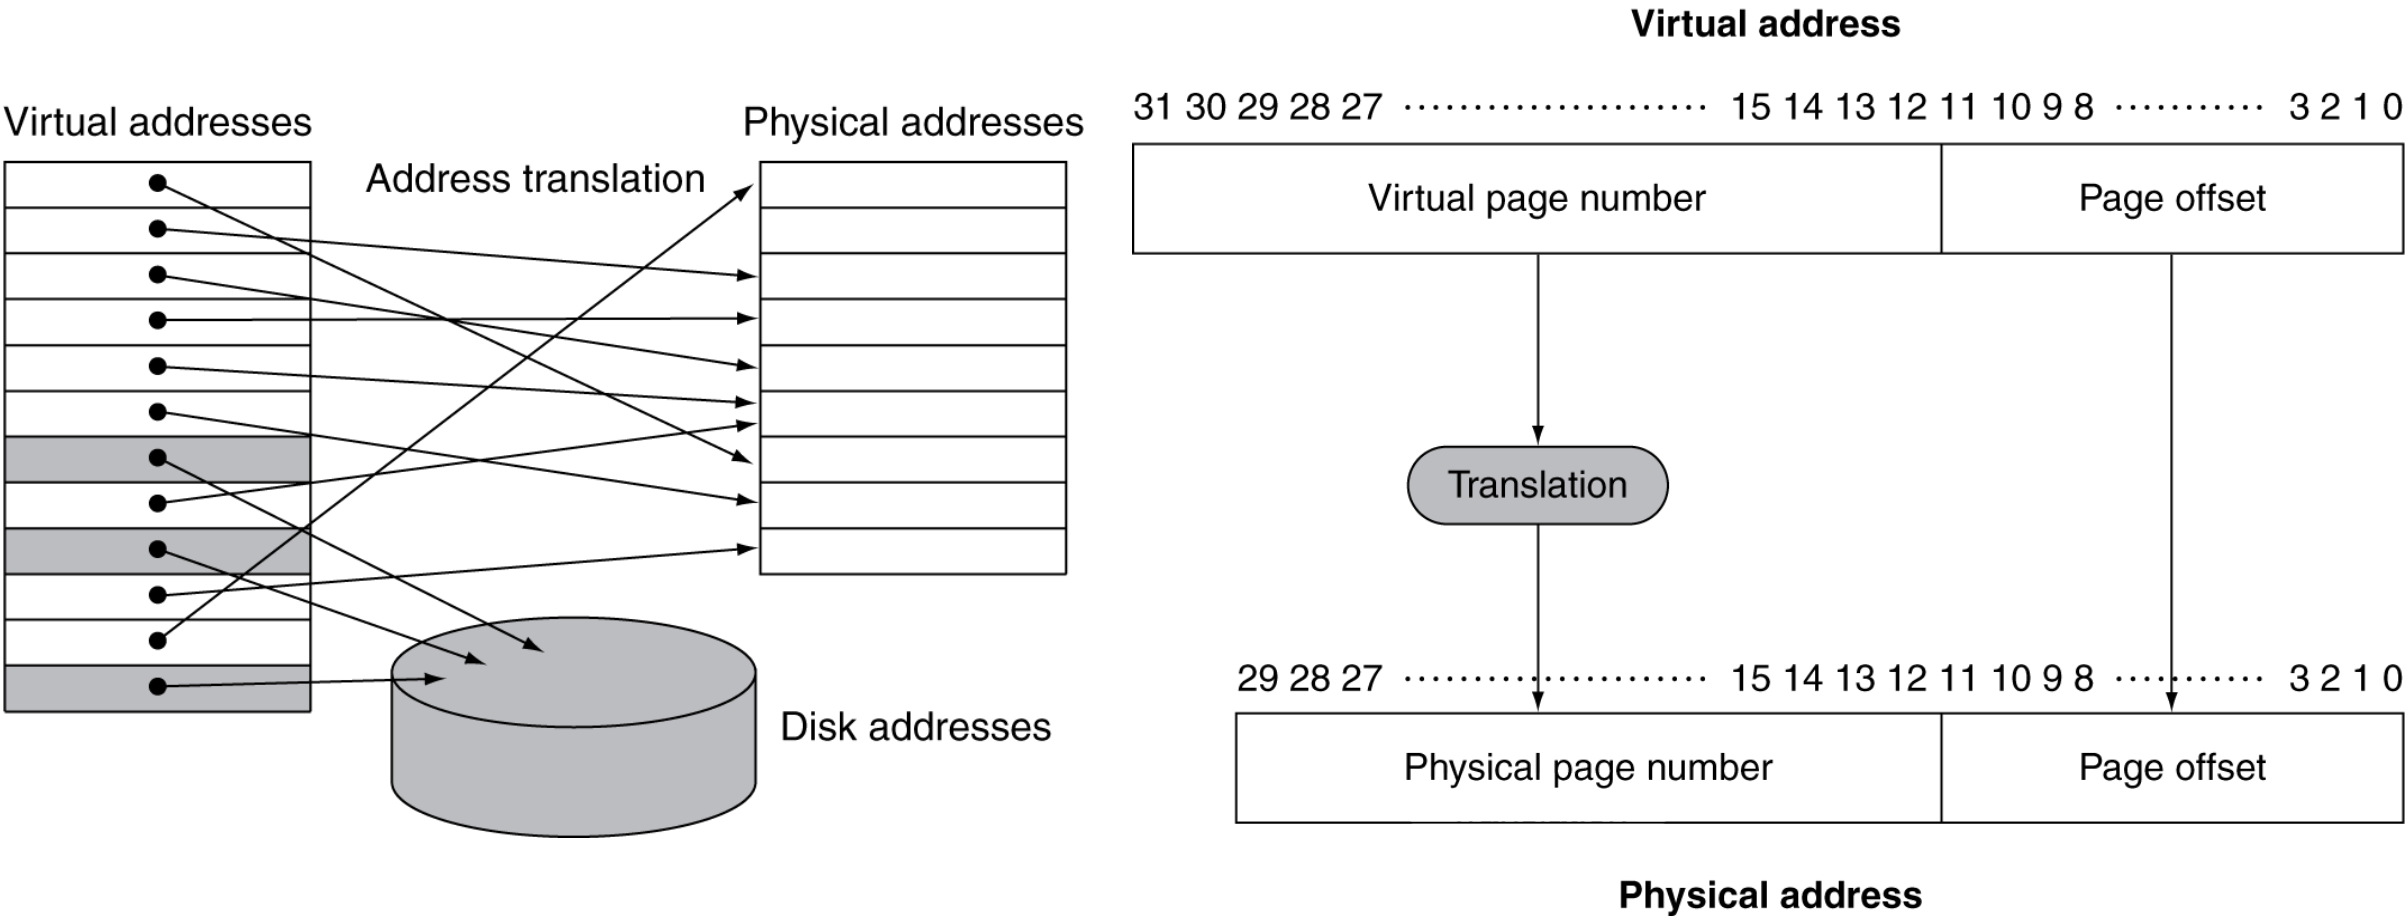 Virtual addresses
Address translation
Physical addresses
Disk addresses
Virtual address
31 30 29 28 27 ······················ 15 14 13 12 11 10 9 8 ··········· 3 2 1 0
Virtual page number
Page offset
Translation
29 28 27 ······················ 15 14 13 12 11 10 9 8 ··········· 3 2 1 0
Physical page number
Page offset
Physical address